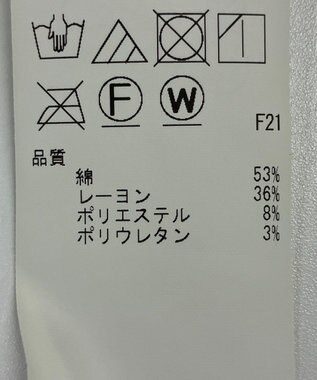 F W
F21
品質
綿 53%
レーヨン 36%
ポリエステル 8%
ポリウレタン 3%